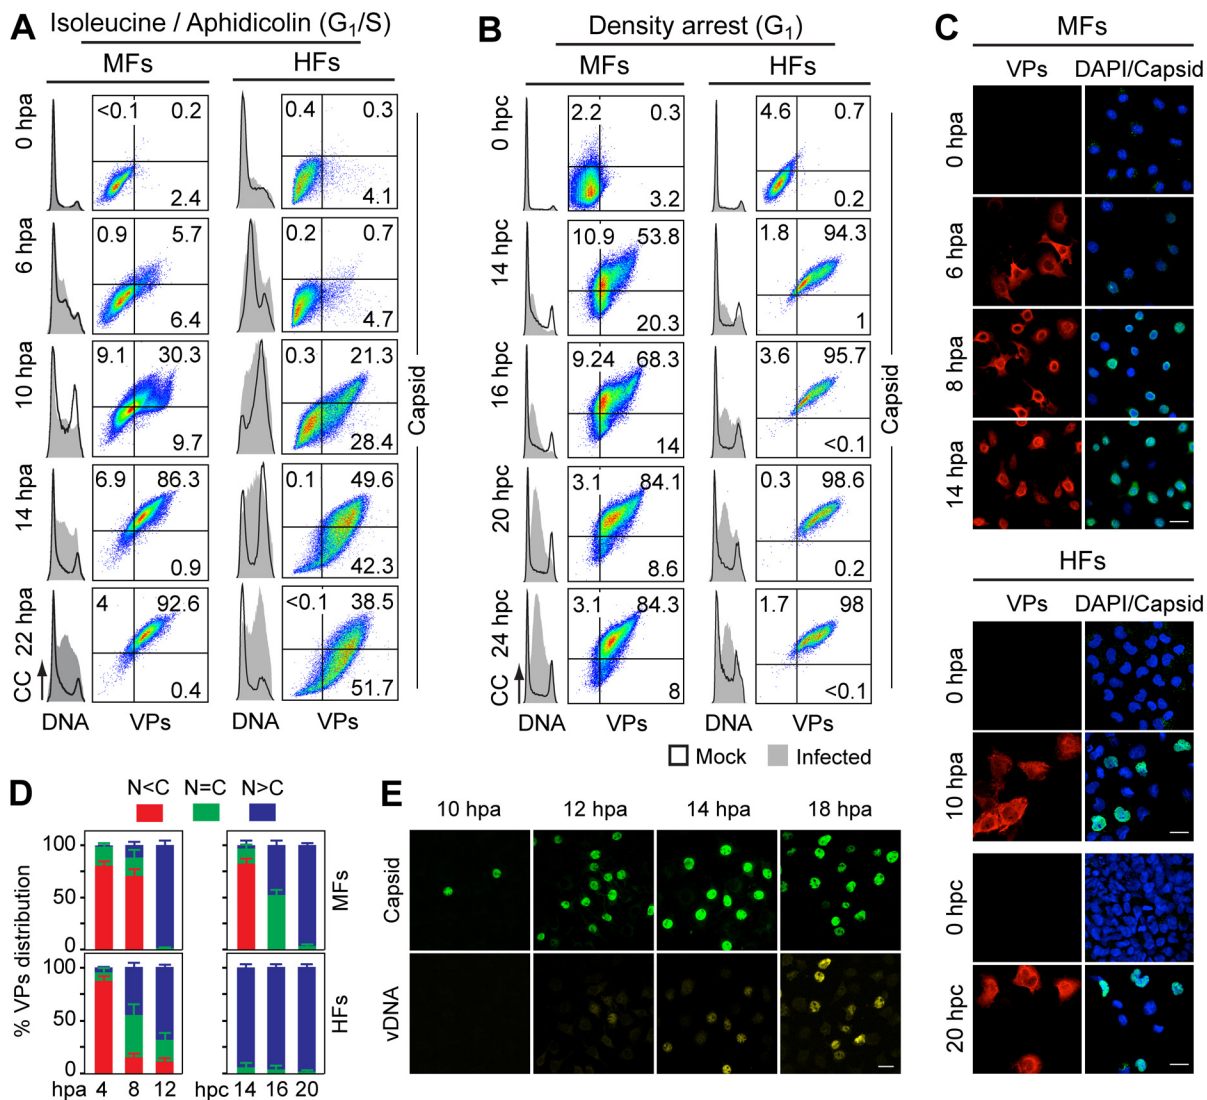 A
Isoleucine / Aphidicolin (G1/S)
MFs
HFs
0 hpa
<0.1 0.2
2.4
0.4 0.3
4.1
6 hpa
0.9 5.7
6.4
0.2 0.7
4.7
10 hpa
9.1 30.3
9.7
0.3 21.3
28.4
14 hpa
6.9 86.3
0.9
0.1 49.6
42.3
22 hpa
4 92.6
0.4
<0.1 38.5
51.7
CC
DNA VPs DNA VPs
Capsid
B
Density arrest (G1)
MFs
HFs
0 hpc
2.2 0.3
3.2
4.6 0.7
0.2
14 hpc
10.9 53.8
20.3
1.8 94.3
1
16 hpc
9.24 68.3
14
3.6 95.7
<0.1
20 hpc
3.1 84.1
8.6
0.3 98.6
0.2
24 hpc
3.1 84.3
8
1.7 98
<0.1
CC
DNA VPs DNA VPs
Capsid
Mock Infected
C
MFs
VPs DAPI/Capsid
0 hpa
6 hpa
8 hpa
14 hpa
HFs
VPs DAPI/Capsid
0 hpa
10 hpa
0 hpc
20 hpc
D
N<C N=C N>C
% VPs distribution
100
50
0
MFs
100
50
0
HFs
hpa 4 8 12 hpc 14 16 20
E
10 hpa 12 hpa 14 hpa 18 hpa
Capsid
vDNA